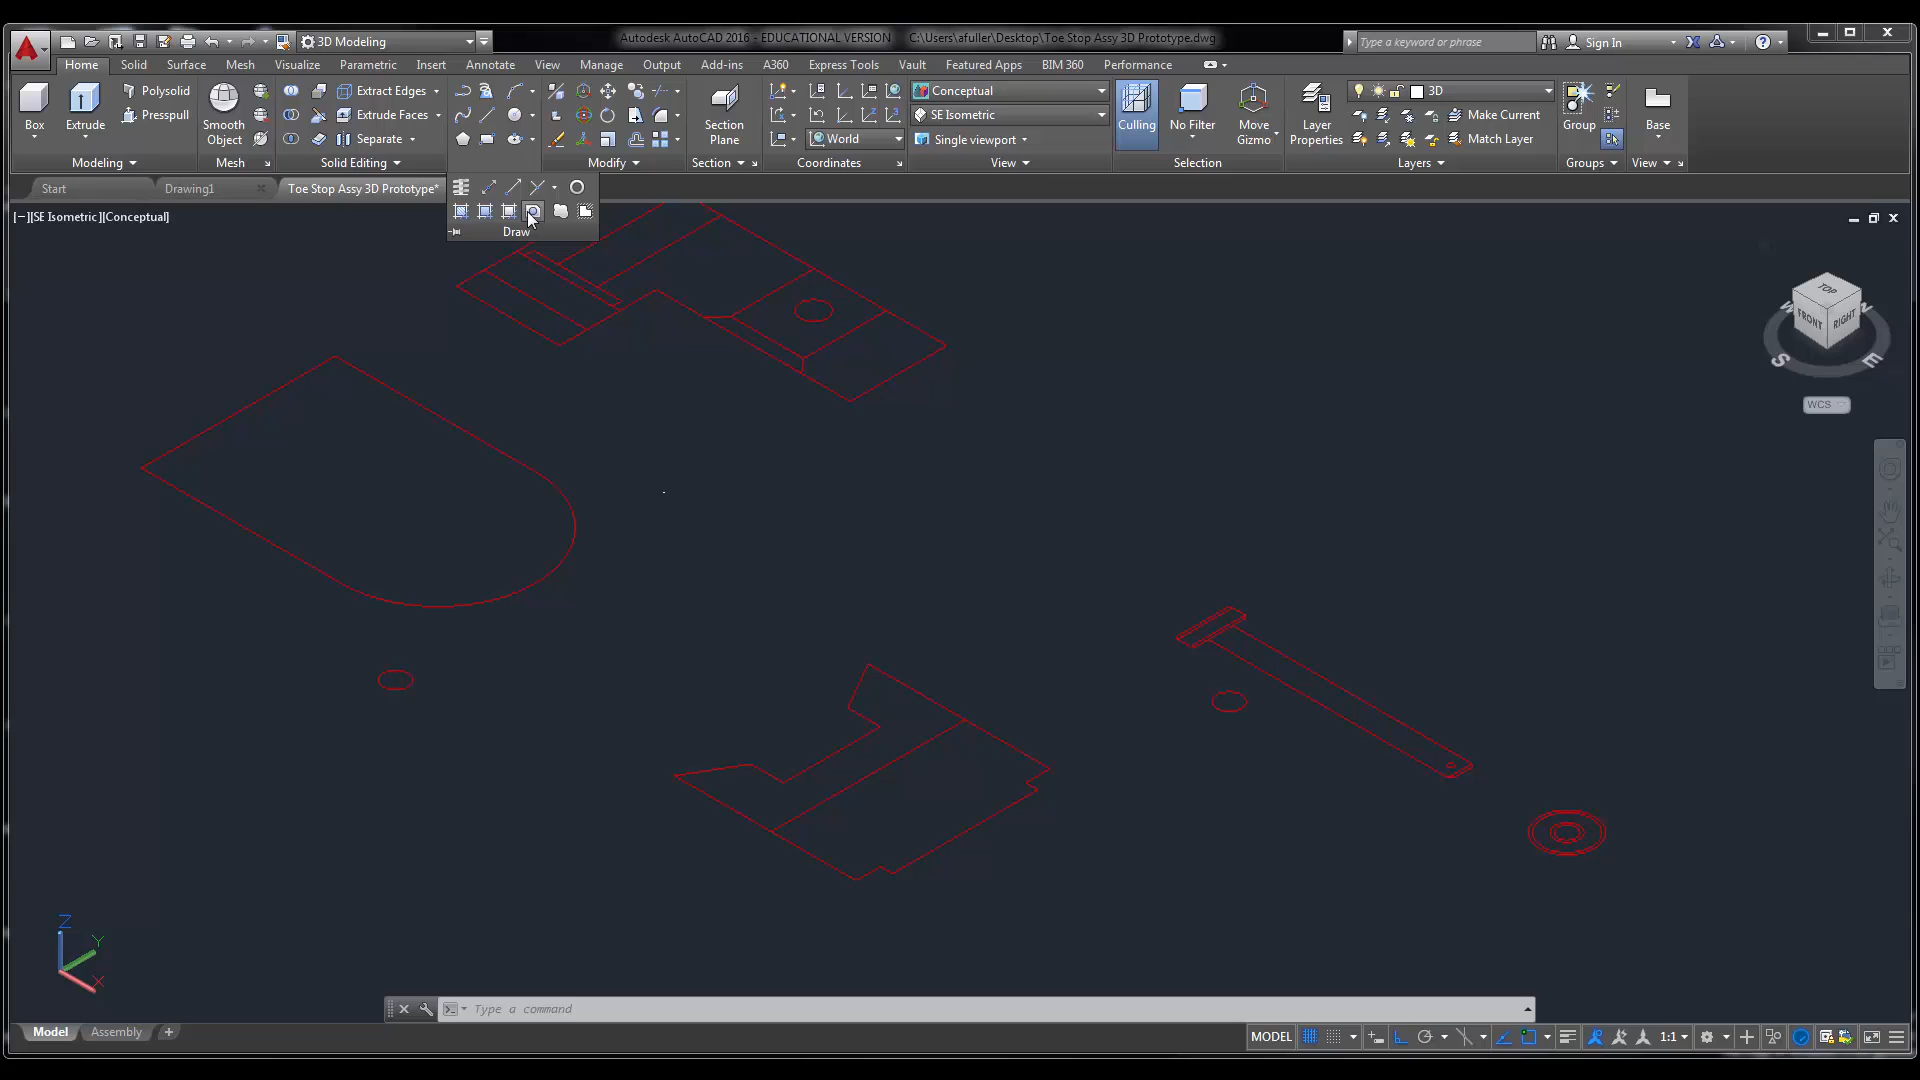 3D Modeling
Autodesk AutoCAD 2016 - EDUCATIONAL VERSION C:\Users\afuller\Desktop\Toe Stop Assy 3D Prototype.dwg
Type a keyword or phrase
Sign In
Home Solid Surface Mesh Visualize Parametric Insert Annotate View Manage Output Add-ins A360 Express Tools Vault Featured Apps BIM 360 Performance
Box
Extrude
Polysolid
Presspull
Modeling
Smooth
Object
Mesh
Extract Edges
Extrude Faces
Separate
Solid Editing
Draw
Modify
Section
Plane
Section
World
Coordinates
Conceptual
SE Isometric
Single viewport
View
Culling
No Filter
Move
Gizmo
Selection
Layer
Properties
3D
Make Current
Match Layer
Layers
Group
Groups
Base
View
Start
Drawing1
Toe Stop Assy 3D Prototype*
[−][SE Isometric][Conceptual]
TOP
FRONT
RIGHT
W
N
S
E
WCS
Z
Y
X
Type a command
Model
Assembly
MODEL
1:1